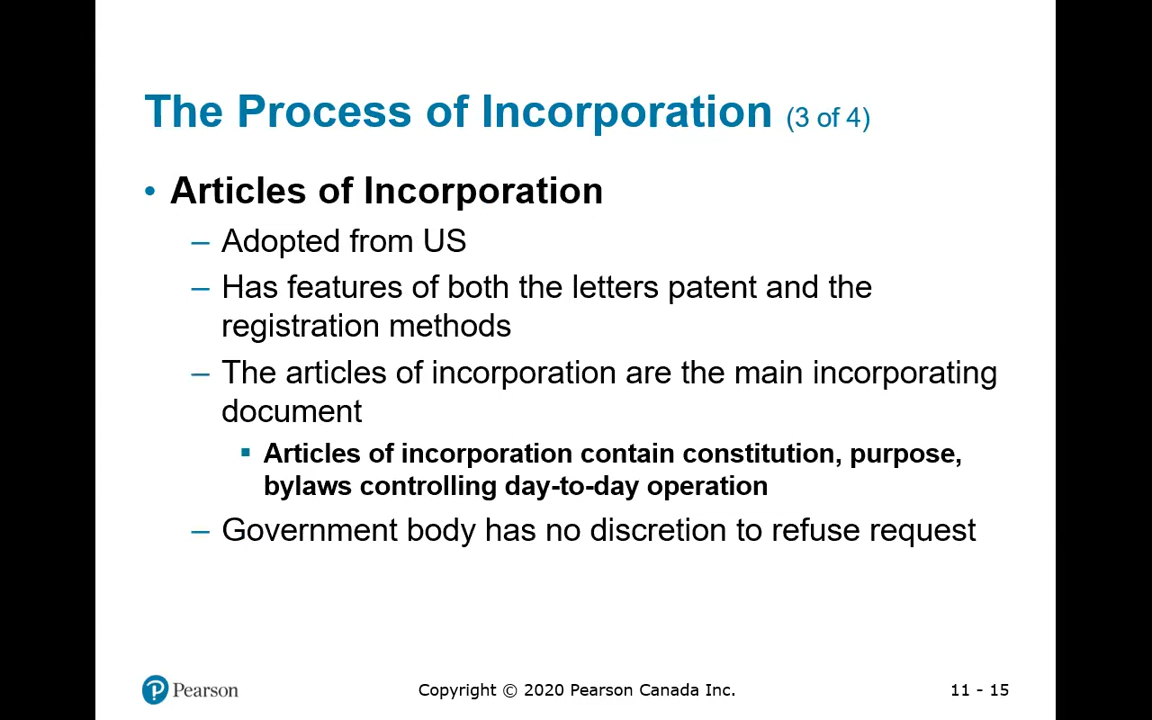 The Process of Incorporation (3 of 4)
• Articles of Incorporation
– Adopted from US
– Has features of both the letters patent and the
registration methods
– The articles of incorporation are the main incorporating
document
▪ Articles of incorporation contain constitution, purpose,
bylaws controlling day-to-day operation
– Government body has no discretion to refuse request
P Pearson
Copyright © 2020 Pearson Canada Inc.
11 - 15